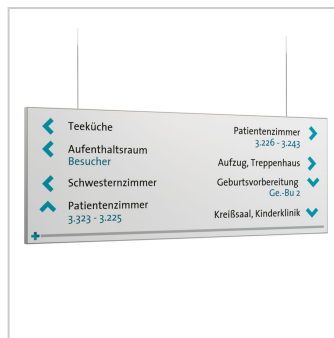 Teeküche
Aufenthaltsraum
Besucher
Schwesternzimmer
Patientenzimmer
3.323 - 3.225
Patientenzimmer
3.226 - 3.243
Aufzug, Treppenhaus
Geburtsvorbereitung
Ge.-Bu 2
Kreißsaal, Kinderklinik